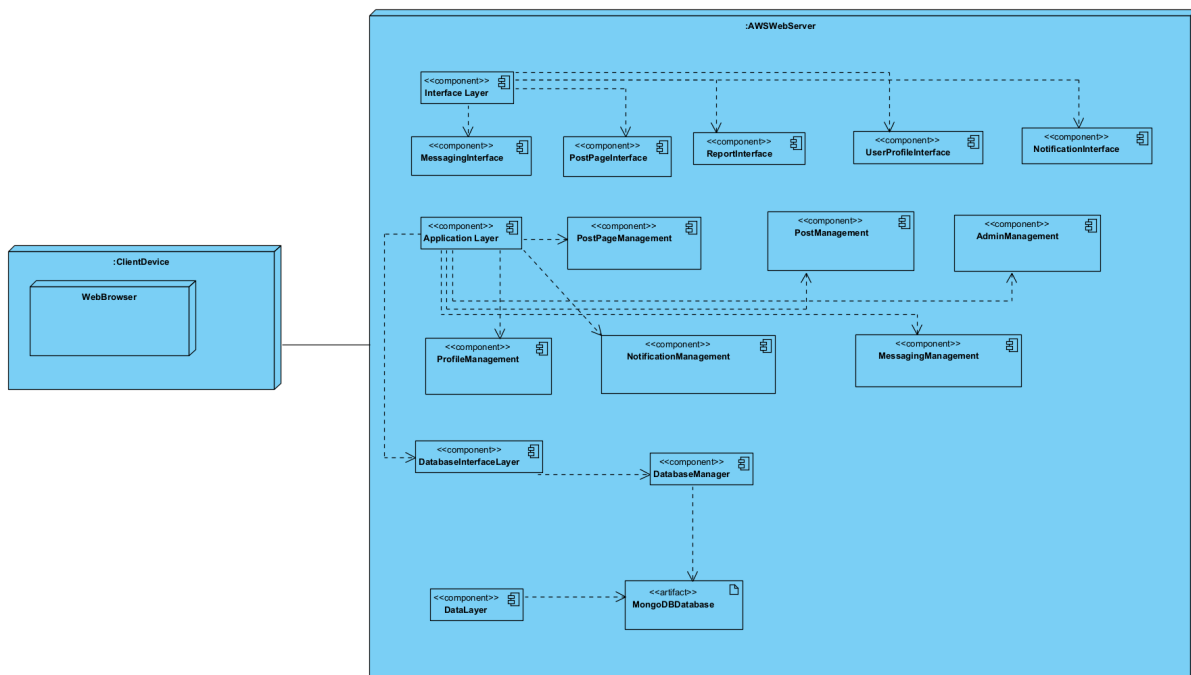 :AWSWebServer
<<component>>
Interface Layer
<<component>>
MessagingInterface
<<component>>
PostPageInterface
<<component>>
ReportInterface
<<component>>
UserProfileInterface
<<component>>
NotificationInterface
<<component>>
Application Layer
<<component>>
PostPageManagement
<<component>>
PostManagement
<<component>>
AdminManagement
:ClientDevice
WebBrowser
<<component>>
ProfileManagement
<<component>>
NotificationManagement
<<component>>
MessagingManagement
<<component>>
DatabaseInterfaceLayer
<<component>>
DatabaseManager
<<component>>
DataLayer
<<artifact>>
MongoDBDatabase